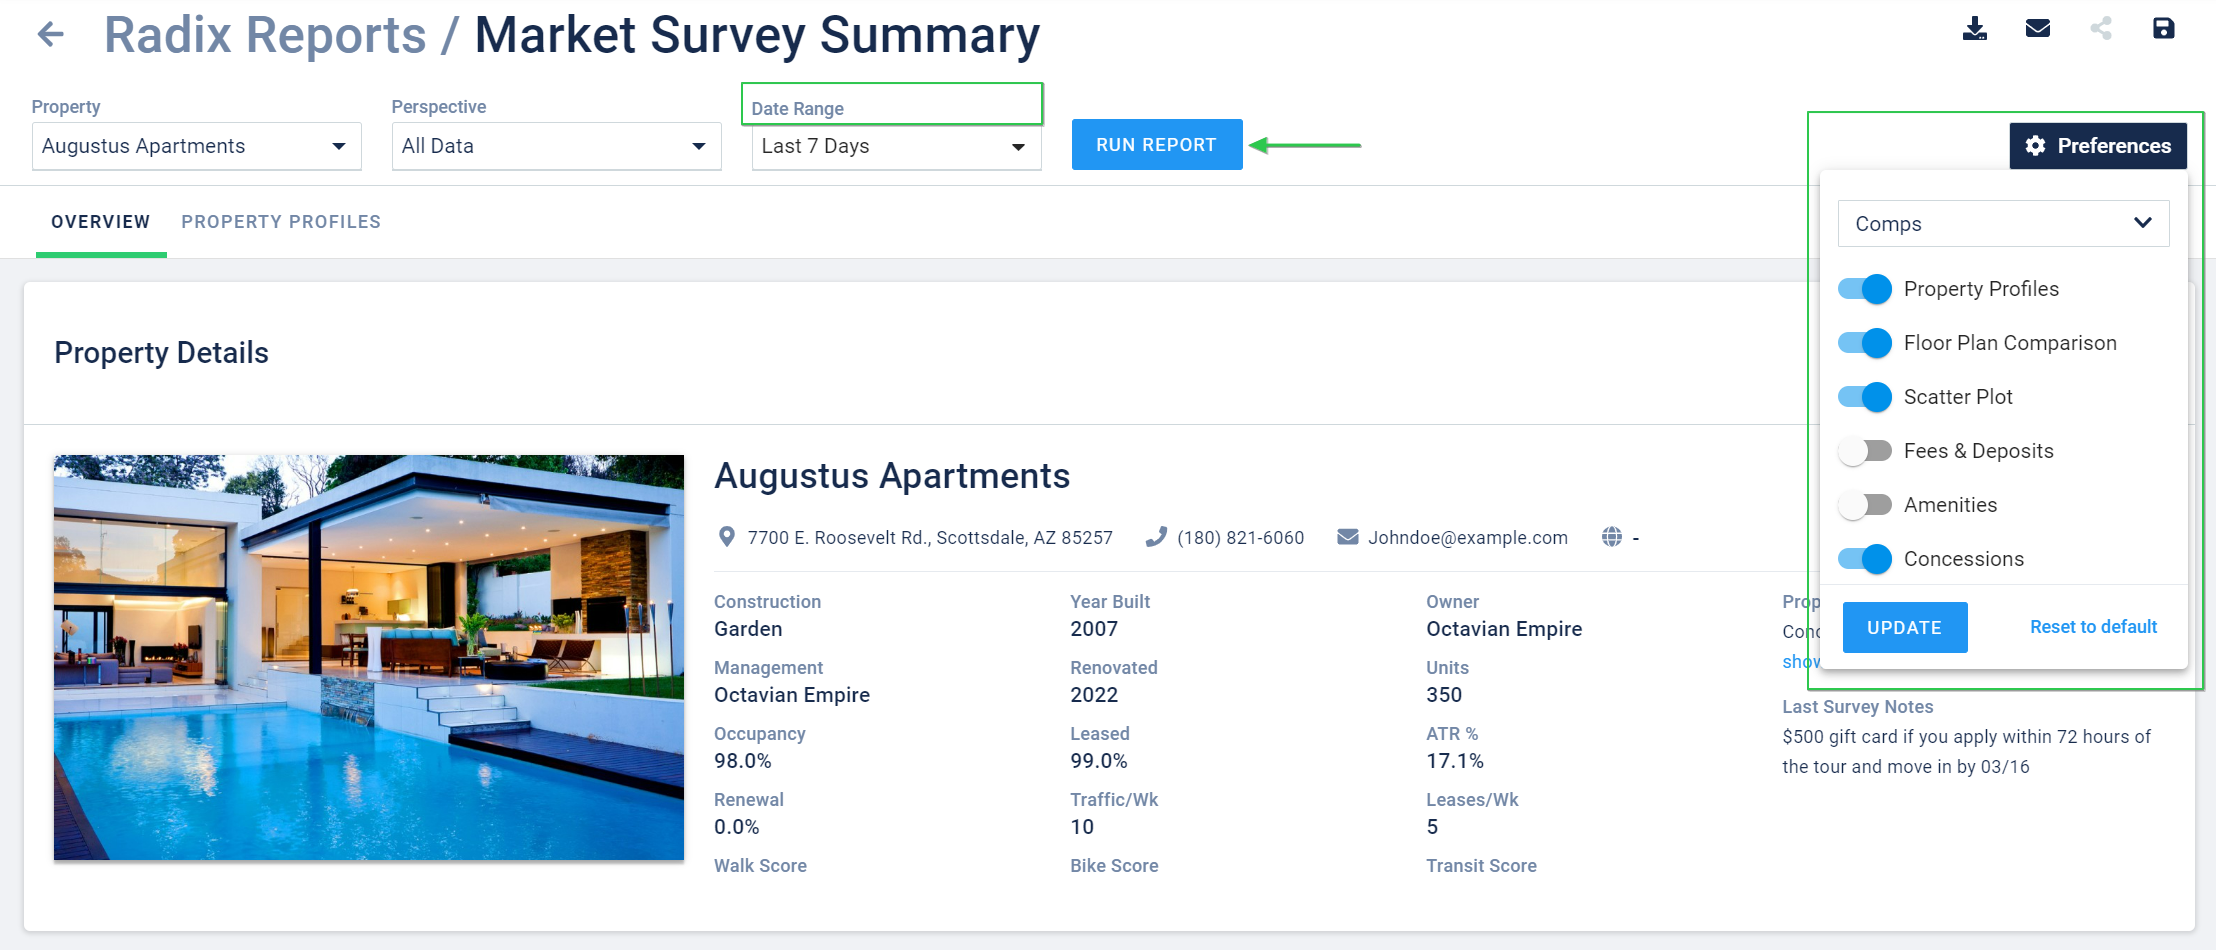 Radix Reports / Market Survey Summary
Property
Perspective
Date Range
Augustus Apartments
All Data
Last 7 Days
RUN REPORT
Preferences
OVERVIEW
PROPERTY PROFILES
Comps
Property Profiles
Floor Plan Comparison
Scatter Plot
Fees & Deposits
Amenities
Concessions
UPDATE
Reset to default
Property Details
Augustus Apartments
7700 E. Roosevelt Rd., Scottsdale, AZ 85257
(180) 821-6060
Johndoe@example.com
-
Construction
Garden
Year Built
2007
Owner
Octavian Empire
Management
Octavian Empire
Renovated
2022
Units
350
Occupancy
98.0%
Leased
99.0%
ATR %
17.1%
Renewal
0.0%
Traffic/Wk
10
Leases/Wk
5
Walk Score
Bike Score
Transit Score
Last Survey Notes
$500 gift card if you apply within 72 hours of
the tour and move in by 03/16